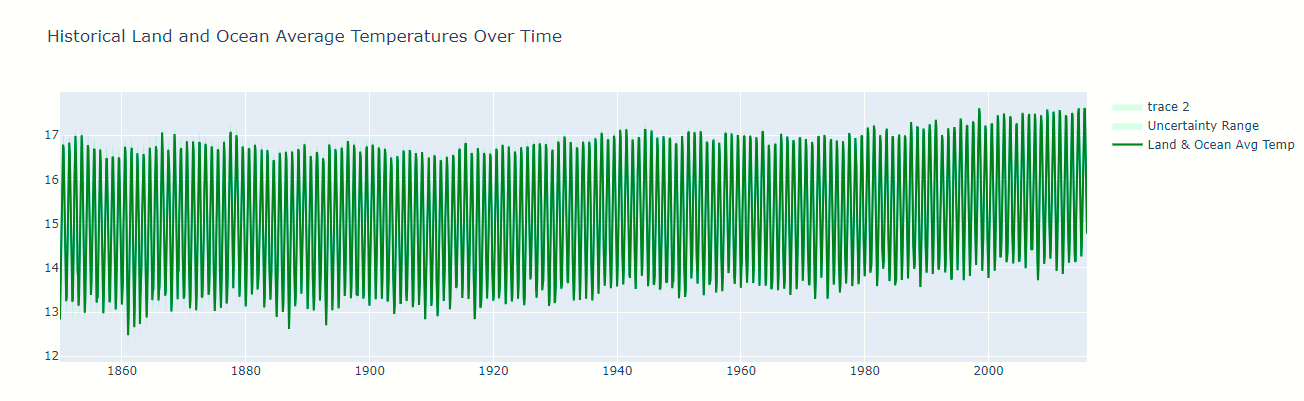 Historical Land and Ocean Average Temperatures Over Time
trace 2
Uncertainty Range
Land & Ocean Avg Temp
17
16
15
14
13
12
1860 1880 1900 1920 1940 1960 1980 2000